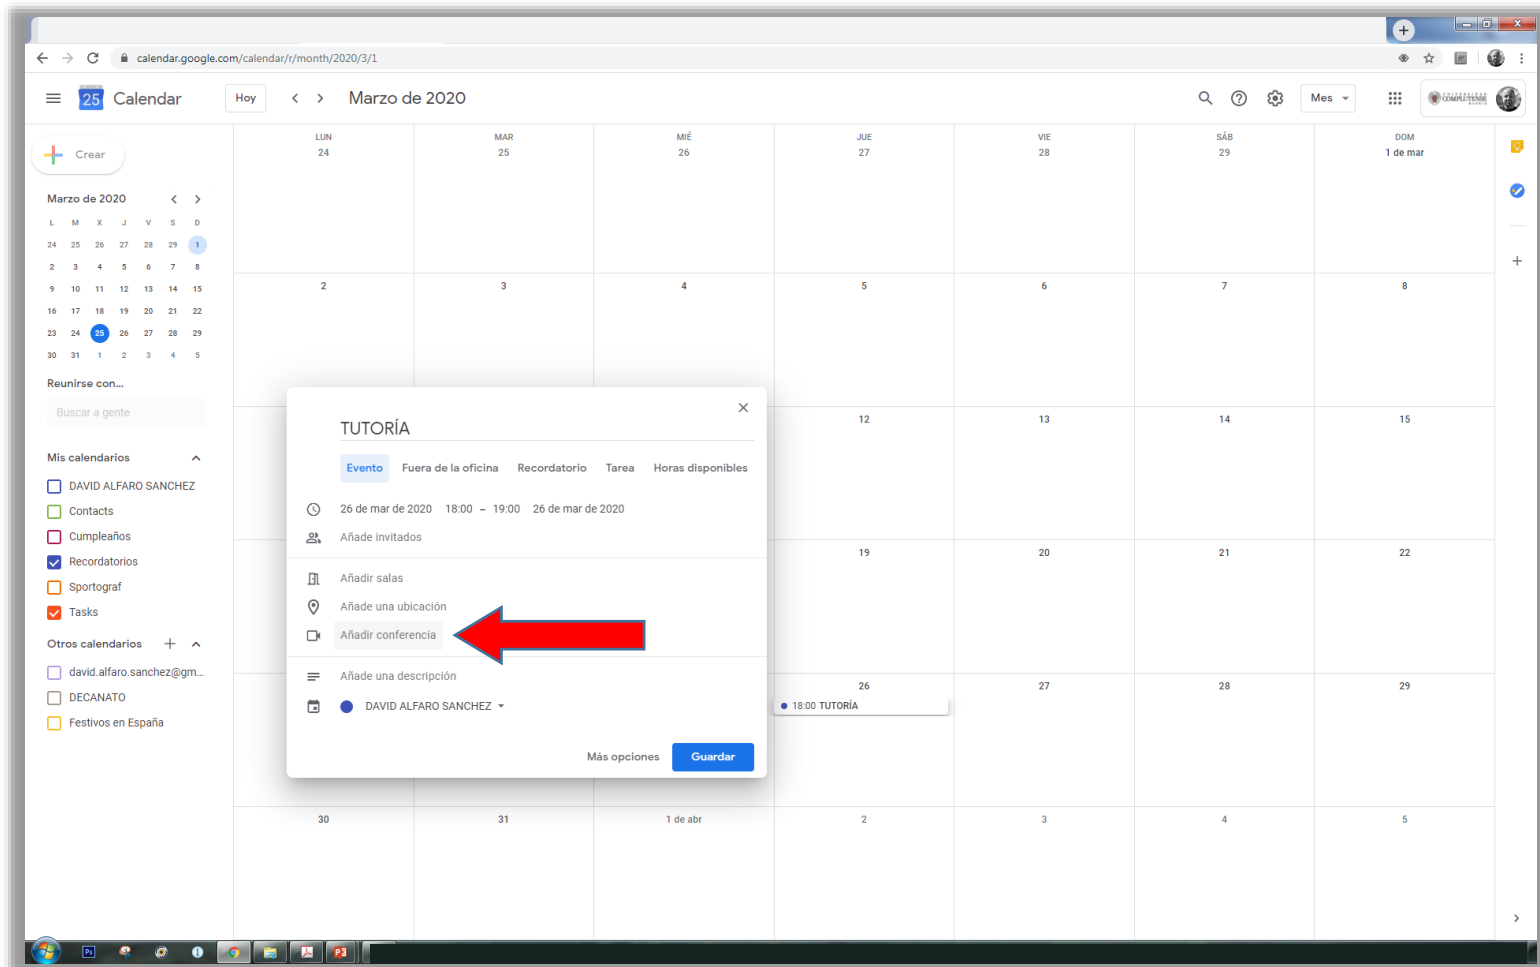 calendar.google.com/calendar/r/month/2020/3/1
25 Calendar Hoy Marzo de 2020 Mes COMPLUTENSE
Crear
Marzo de 2020
L M X J V S D
24 25 26 27 28 29 1
2 3 4 5 6 7 8
9 10 11 12 13 14 15
16 17 18 19 20 21 22
23 24 25 26 27 28 29
30 31 1 2 3 4 5
Reunirse con...
Buscar a gente
Mis calendarios
DAVID ALFARO SANCHEZ
Contacts
Cumpleaños
Recordatorios
Sportograf
Tasks
Otros calendarios
david.alfaro.sanchez@gm...
DECANATO
Festivos en España
LUN MAR MIÉ JUE VIE SÁB DOM
24 25 26 27 28 29 1 de mar
2 3 4 5 6 7 8
12 13 14 15
19 20 21 22
26 27 28 29
18:00 TUTORÍA
30 31 1 de abr 2 3 4 5
TUTORÍA
Evento Fuera de la oficina Recordatorio Tarea Horas disponibles
26 de mar de 2020 18:00 – 19:00 26 de mar de 2020
Añade invitados
Añadir salas
Añade una ubicación
Añadir conferencia
Añade una descripción
DAVID ALFARO SANCHEZ
Más opciones Guardar
Ps